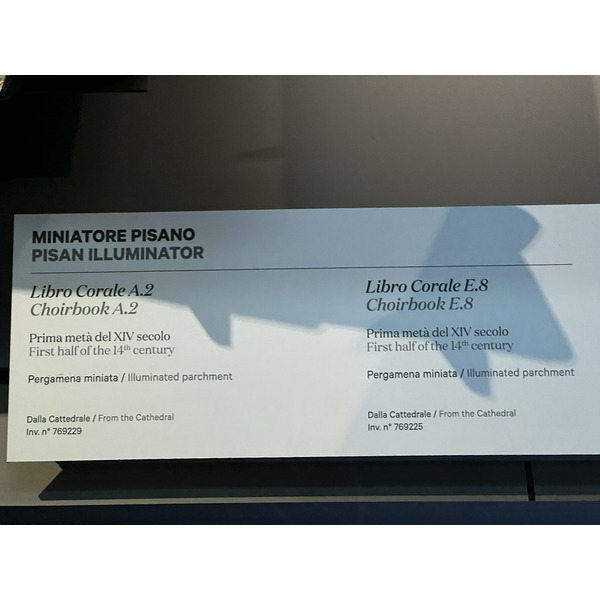 MINIATORE PISANO
PISAN ILLUMINATOR
Libro Corale A.2
Choirbook A.2
Prima metà del XIV secolo
First half of the 14th century
Pergamena miniata / Illuminated parchment
Dalla Cattedrale / From the Cathedral
Inv. n° 769229
Libro Corale E.8
Choirbook E.8
Prima metà del XIV secolo
First half of the 14th century
Pergamena miniata / Illuminated parchment
Dalla Cattedrale / From the Cathedral
Inv. n° 769225